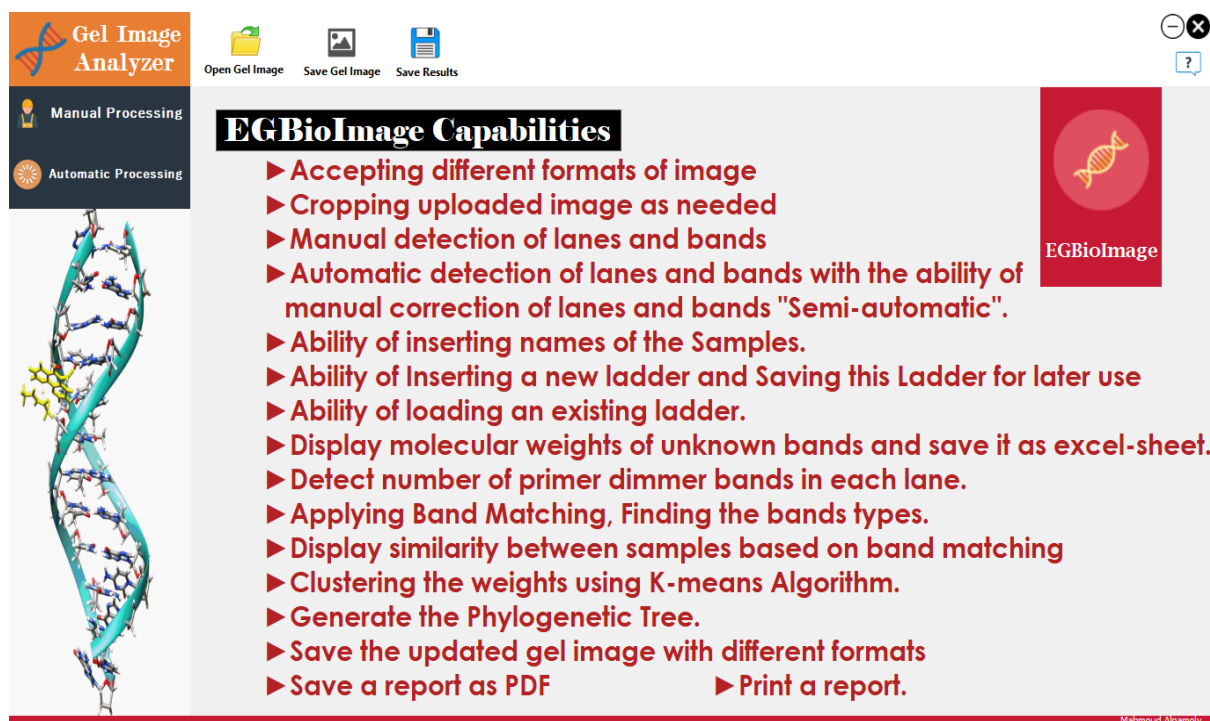 Gel Image
Analyzer
Open Gel Image
Save Gel Image
Save Results
?
Manual Processing
Automatic Processing
EGBioImage Capabilities
►Accepting different formats of image
►Cropping uploaded image as needed
►Manual detection of lanes and bands
►Automatic detection of lanes and bands with the ability of
manual correction of lanes and bands "Semi-automatic".
►Ability of inserting names of the Samples.
►Ability of Inserting a new ladder and Saving this Ladder for later use
►Ability of loading an existing ladder.
►Display molecular weights of unknown bands and save it as excel-sheet.
►Detect number of primer dimmer bands in each lane.
►Applying Band Matching, Finding the bands types.
►Display similarity between samples based on band matching
►Clustering the weights using K-means Algorithm.
►Generate the Phylogenetic Tree.
►Save the updated gel image with different formats
►Save a report as PDF ►Print a report.
EGBioImage